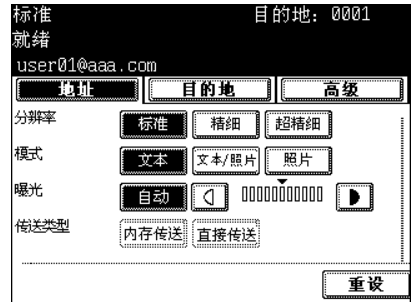 标准 目的地: 0001
就绪
user01@aaa.com
地址 目的地 高级
分辨率 标准 精细 超精细
模式 文本 文本/照片 照片
曝光 自动
传送类型 内存传送 直接传送
重设